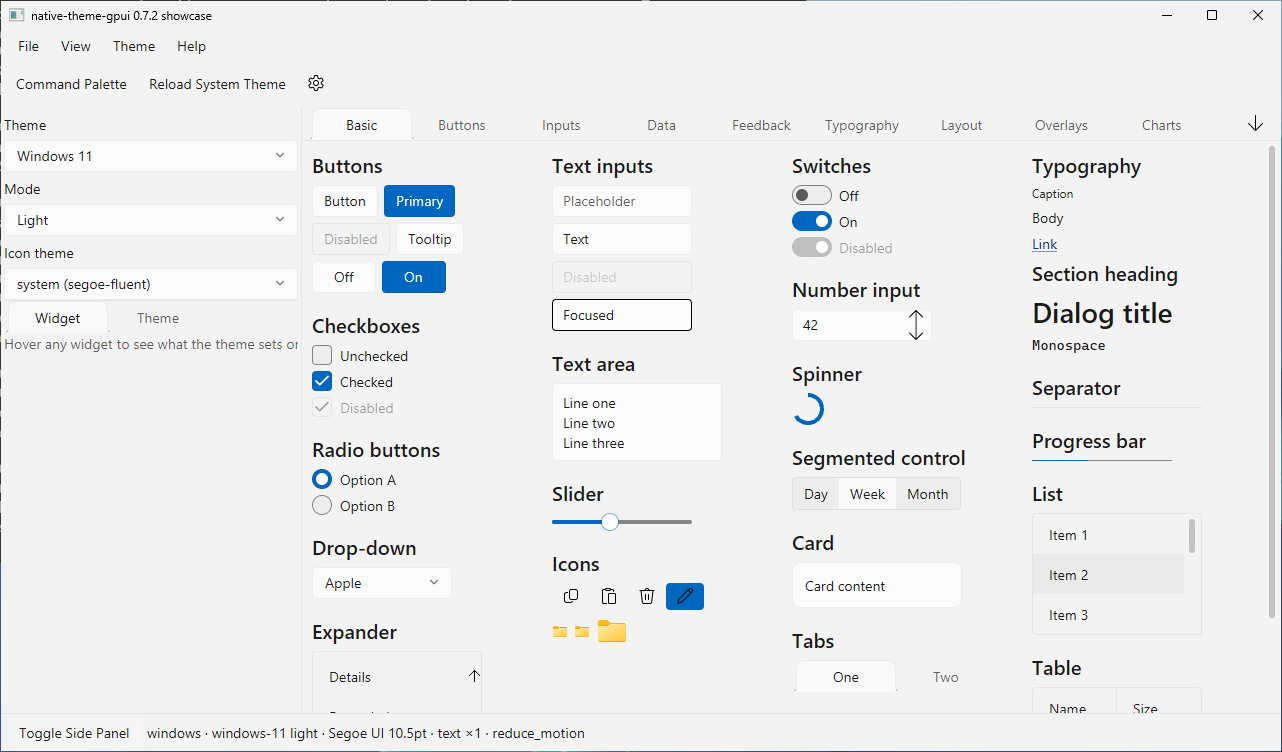 native-theme-gpui 0.7.2 showcase
File View Theme Help
Command Palette Reload System Theme
Theme
Windows 11
Mode
Light
Icon theme
system (segoe-fluent)
Widget Theme
Hover any widget to see what the theme sets or
Basic Buttons Inputs Data Feedback Typography Layout Overlays Charts
Buttons
Button Primary
Disabled Tooltip
Off On
Checkboxes
Unchecked
Checked
Disabled
Radio buttons
Option A
Option B
Drop-down
Apple
Expander
Details
Text inputs
Placeholder
Text
Disabled
Focused
Text area
Line one
Line two
Line three
Slider
Icons
Switches
Off
On
Disabled
Number input
42
Spinner
Segmented control
Day Week Month
Card
Card content
Tabs
One Two
Typography
Caption
Body
Link
Section heading
Dialog title
Monospace
Separator
Progress bar
List
Item 1
Item 2
Item 3
Table
Name Size
Toggle Side Panel windows · windows-11 light · Segoe UI 10.5pt · text ×1 · reduce_motion